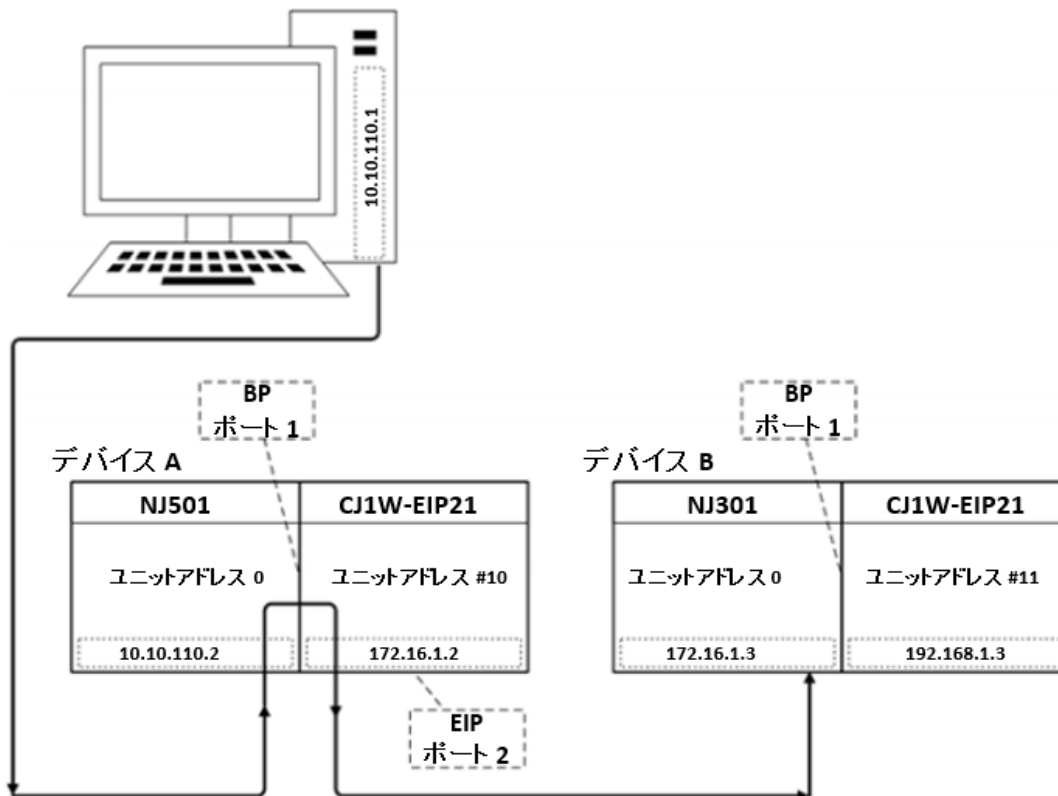 10.10.110.1
BP
ポート 1
BP
ポート 1
デバイス A
デバイス B
NJ501
CJ1W-EIP21
NJ301
CJ1W-EIP21
ユニットアドレス 0
ユニットアドレス #10
ユニットアドレス 0
ユニットアドレス #11
10.10.110.2
172.16.1.2
172.16.1.3
192.168.1.3
EIP
ポート 2